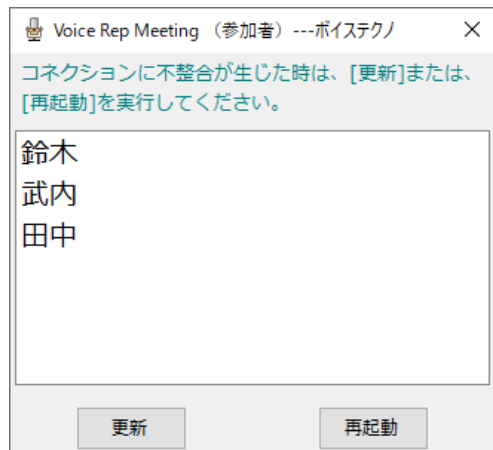 Voice Rep Meeting （参加者）---ボイステクノ
コネクションに不整合が生じた時は、[更新]または、
[再起動]を実行してください。
鈴木
武内
田中
更新
再起動